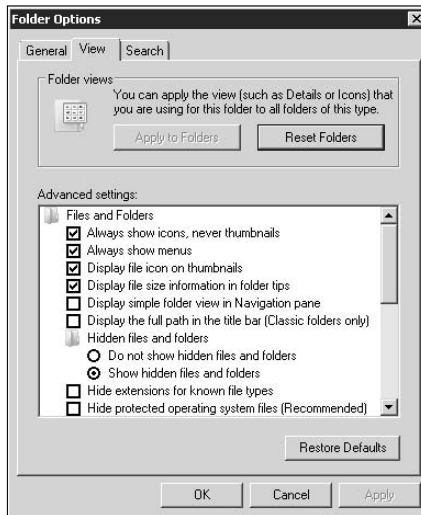 Folder Options
General View Search
Folder views
You can apply the view (such as Details or Icons) that
you are using for this folder to all folders of this type.
Apply to Folders Reset Folders
Advanced settings:
Files and Folders
Always show icons, never thumbnails
Always show menus
Display file icon on thumbnails
Display file size information in folder tips
Display simple folder view in Navigation pane
Display the full path in the title bar (Classic folders only)
Hidden files and folders
Do not show hidden files and folders
Show hidden files and folders
Hide extensions for known file types
Hide protected operating system files (Recommended)
Restore Defaults
OK Cancel Apply